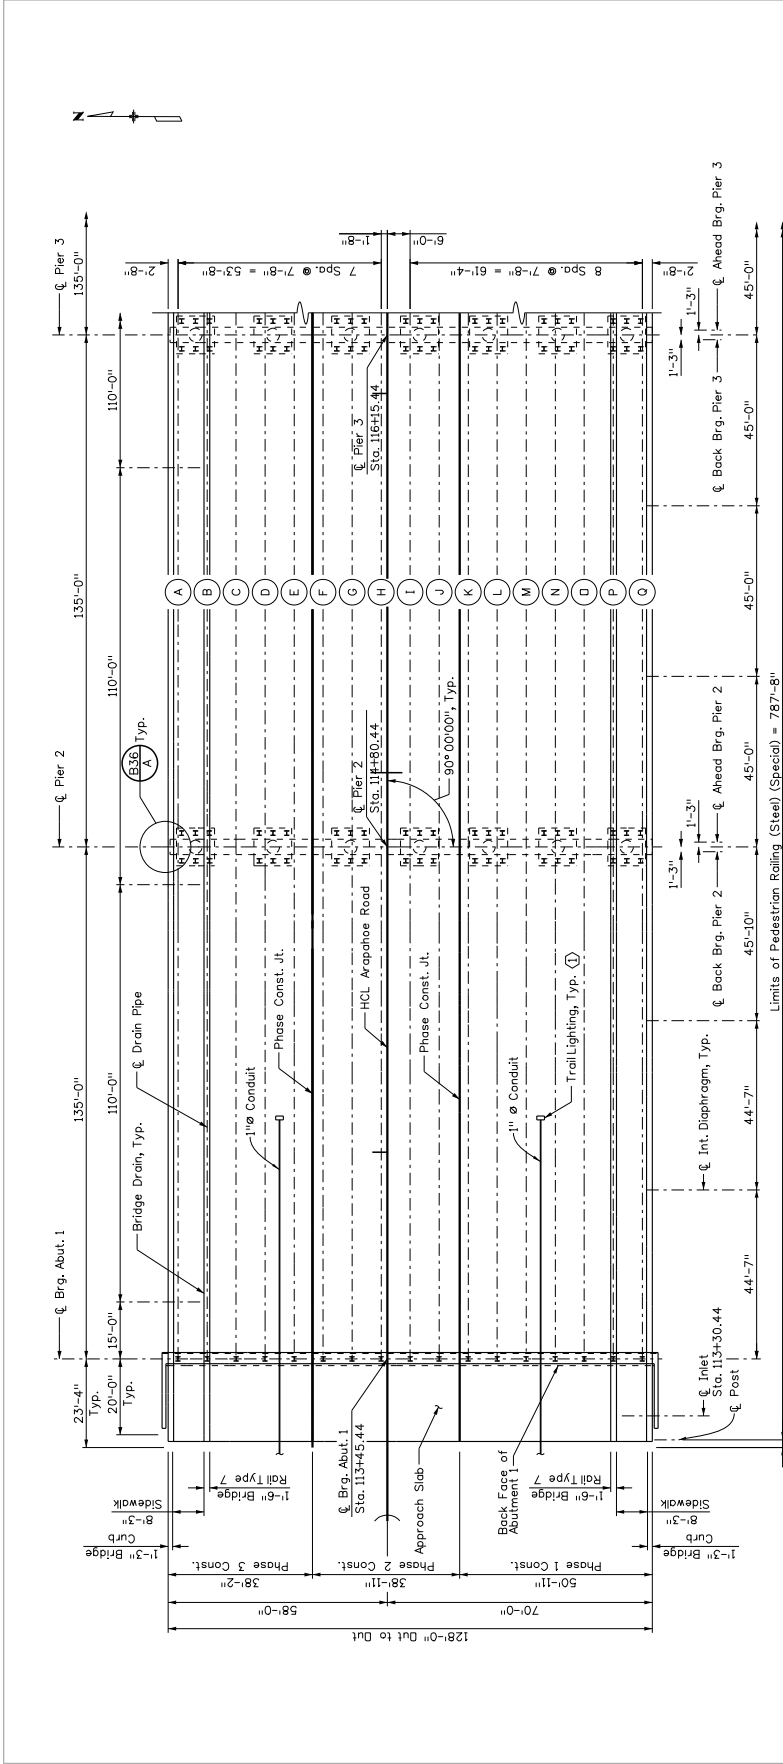 N
℄ Brg. Abut. 1
℄ Pier 2
℄ Pier 3
23'-4"
Typ.
135'-0"
135'-0"
135'-0"
20'-0"
Typ.
15'-0"
110'-0"
110'-0"
110'-0"
Bridge Drain, Typ.
℄ Drain Pipe
B36
A
Typ.
1'-3" Bridge
Curb
8'-3"
Sidewalk
1'-6" Bridge
Rail Type 7
2'-8"
7 Spa. @ 7'-8" = 53'-8"
1'-8"
6'-0"
8 Spa. @ 7'-8" = 61'-4"
2'-8"
A
B
C
D
E
F
G
H
I
J
K
L
M
N
O
P
Q
1"Ø Conduit
Phase Const. Jt.
℄ Brg. Abut. 1
Sta. 113+45.44
HCL Arapahoe Road
℄ Pier 2
Sta. 114+80.44
℄ Pier 3
Sta. 116+15.44
90° 00'00", Typ.
Approach Slab
Phase Const. Jt.
Back Face of
Abutment 1
1" Ø Conduit
Trail Lighting, Typ. 1
1'-6" Bridge
Rail Type 7
8'-3"
Sidewalk
1'-3" Bridge
Curb
Phase 3 Const.
38'-2"
Phase 2 Const.
38'-11"
Phase 1 Const.
50'-11"
58'-0"
70'-0"
128'-0" Out to Out
℄ Inlet
Sta. 113+30.44
℄ Post
℄ Int. Diaphragm, Typ.
1'-3"
1'-3"
℄ Back Brg. Pier 2
℄ Ahead Brg. Pier 2
1'-3"
1'-3"
℄ Back Brg. Pier 3
℄ Ahead Brg. Pier 3
44'-7"
44'-7"
45'-10"
45'-0"
45'-0"
45'-0"
45'-0"
Limits of Pedestrian Railing (Steel) (Special) = 787'-8"